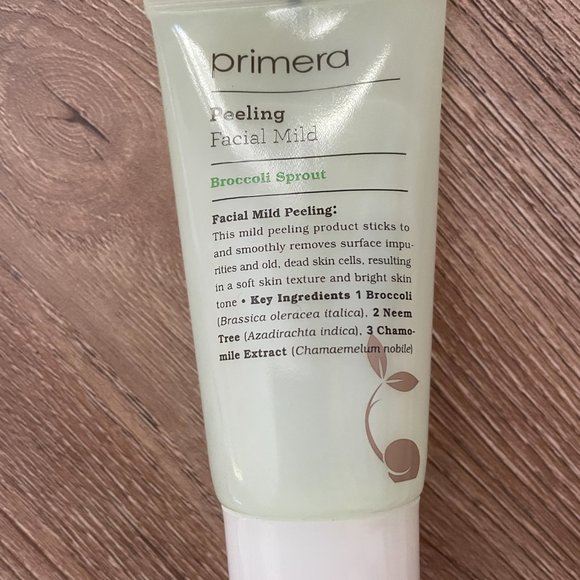 primera
Peeling
Facial Mild
Broccoli Sprout
Facial Mild Peeling:
This mild peeling product sticks to
and smoothly removes surface impu-
rities and old, dead skin cells, resulting
in a soft skin texture and bright skin
tone • Key Ingredients 1 Broccoli
(Brassica oleracea italica), 2 Neem
Tree (Azadirachta indica), 3 Chamo-
mile Extract (Chamaemelum nobile)